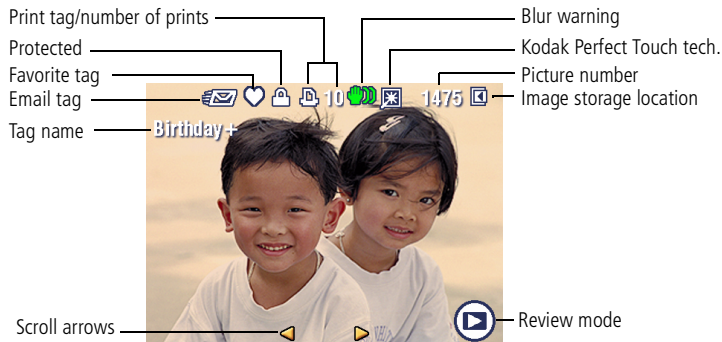 Print tag/number of prints
Protected
Favorite tag
Email tag
Tag name
Blur warning
Kodak Perfect Touch tech.
Picture number
Image storage location
10
1475
Birthday+
Scroll arrows
Review mode